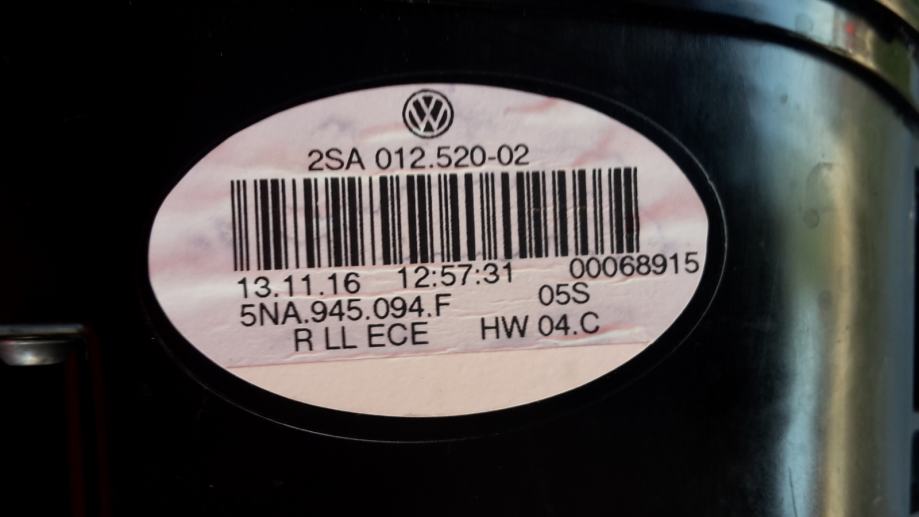 2SA 012.520-02
13.11.16 12:57:31 00068915
5NA.945.094.F 05S
R LL ECE HW 04.C